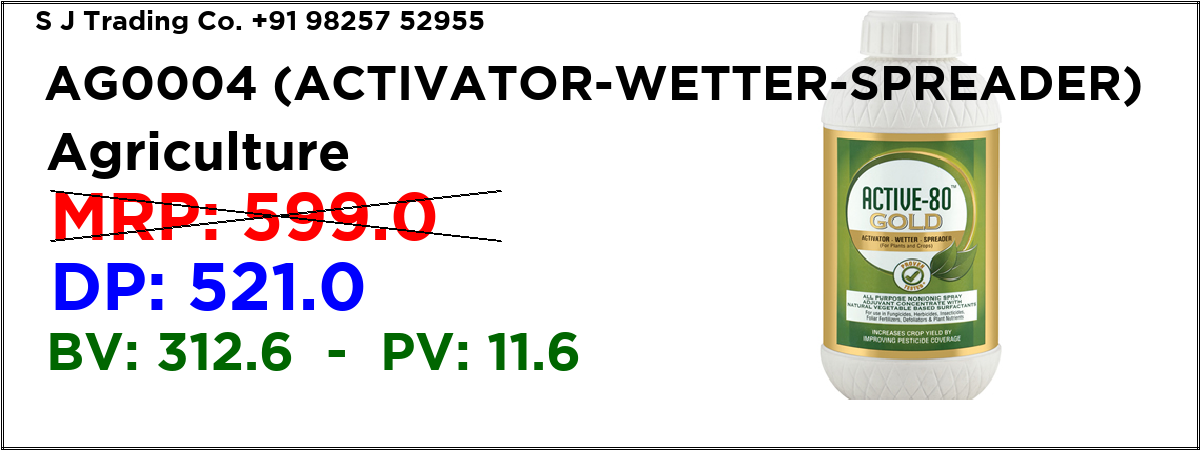 S J Trading Co. +91 98257 52955
AG0004 (ACTIVATOR-WETTER-SPREADER)
Agriculture
MRP: 599.0
DP: 521.0
BV: 312.6 - PV: 11.6
ACTIVE-80™
GOLD
ACTIVATOR - WETTER - SPREADER
(For Plants and Crops)
PROVEN
TESTED
ALL PURPOSE NONIONIC SPRAY
ADJUVANT CONCENTRATE WITH
NATURAL VEGETABLE BASED SURFACTANTS
For use in Fungicides, Herbicides, Insecticides,
Foliar Fertilizers, Defoliators & Plant Nutrients
INCREASES CROP YIELD BY
IMPROVING PESTICIDE COVERAGE